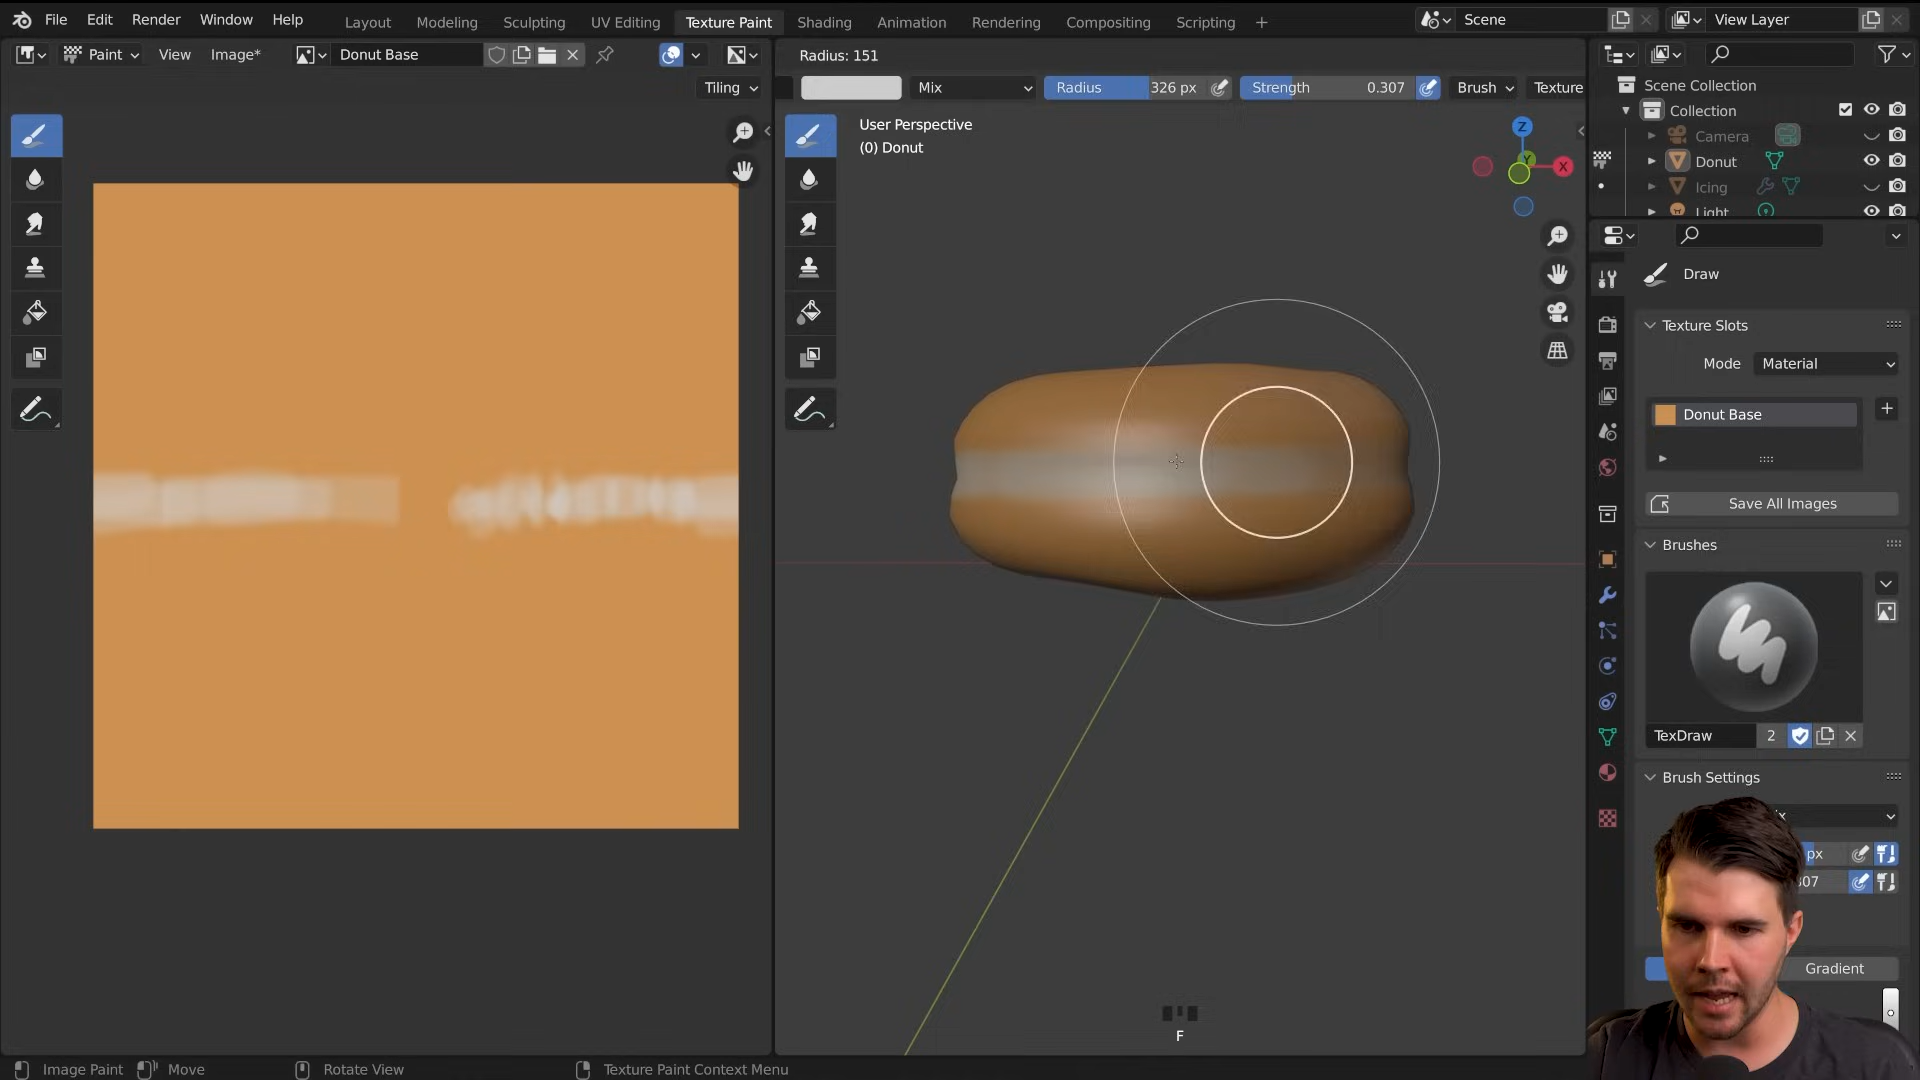 File Edit Render Window Help
Layout Modeling Sculpting UV Editing Texture Paint Shading Animation Rendering Compositing Scripting +
Scene
View Layer
Paint View Image* Donut Base
Tiling
Radius: 151
Mix Radius 326 px Strength 0.307 Brush Texture
User Perspective
(0) Donut
Z
Y
X
Scene Collection
Collection
Camera
Donut
Icing
Light
Draw
Texture Slots
Mode Material
Donut Base
Save All Images
Brushes
TexDraw 2
Brush Settings
px
Gradient
F
Image Paint Move Rotate View Texture Paint Context Menu